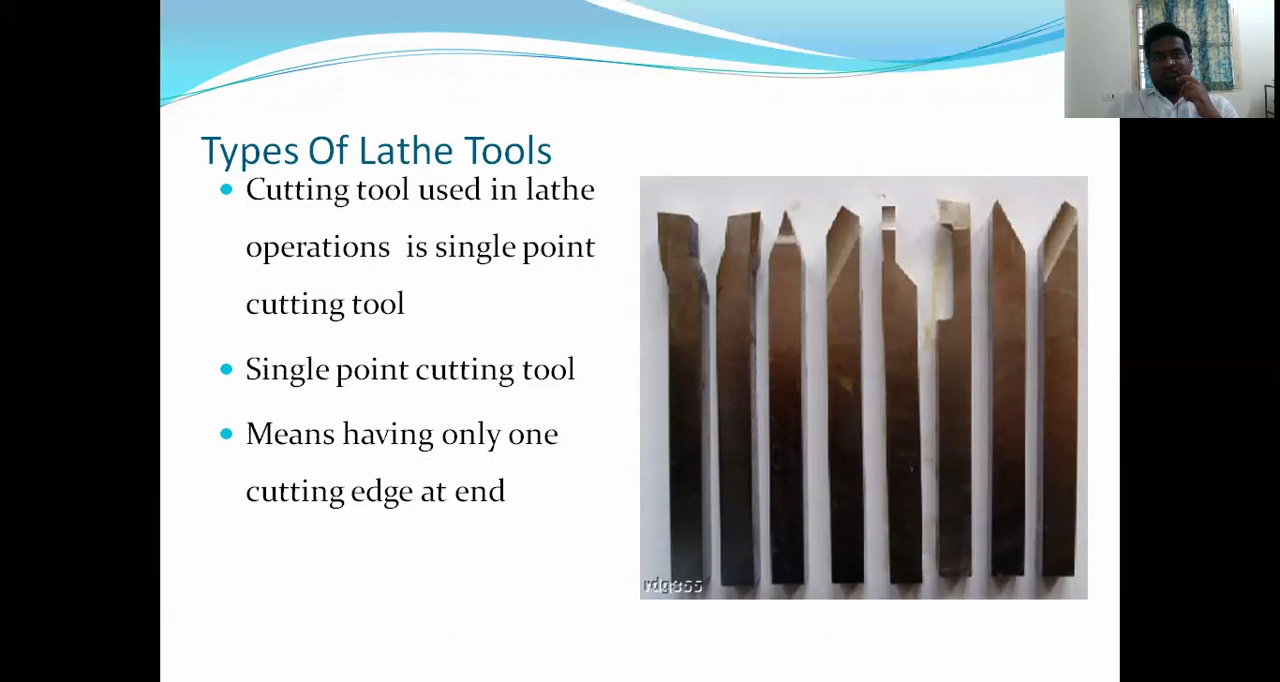 Types Of Lathe Tools
Cutting tool used in lathe
operations is single point
cutting tool
Single point cutting tool
Means having only one
cutting edge at end
rdg855